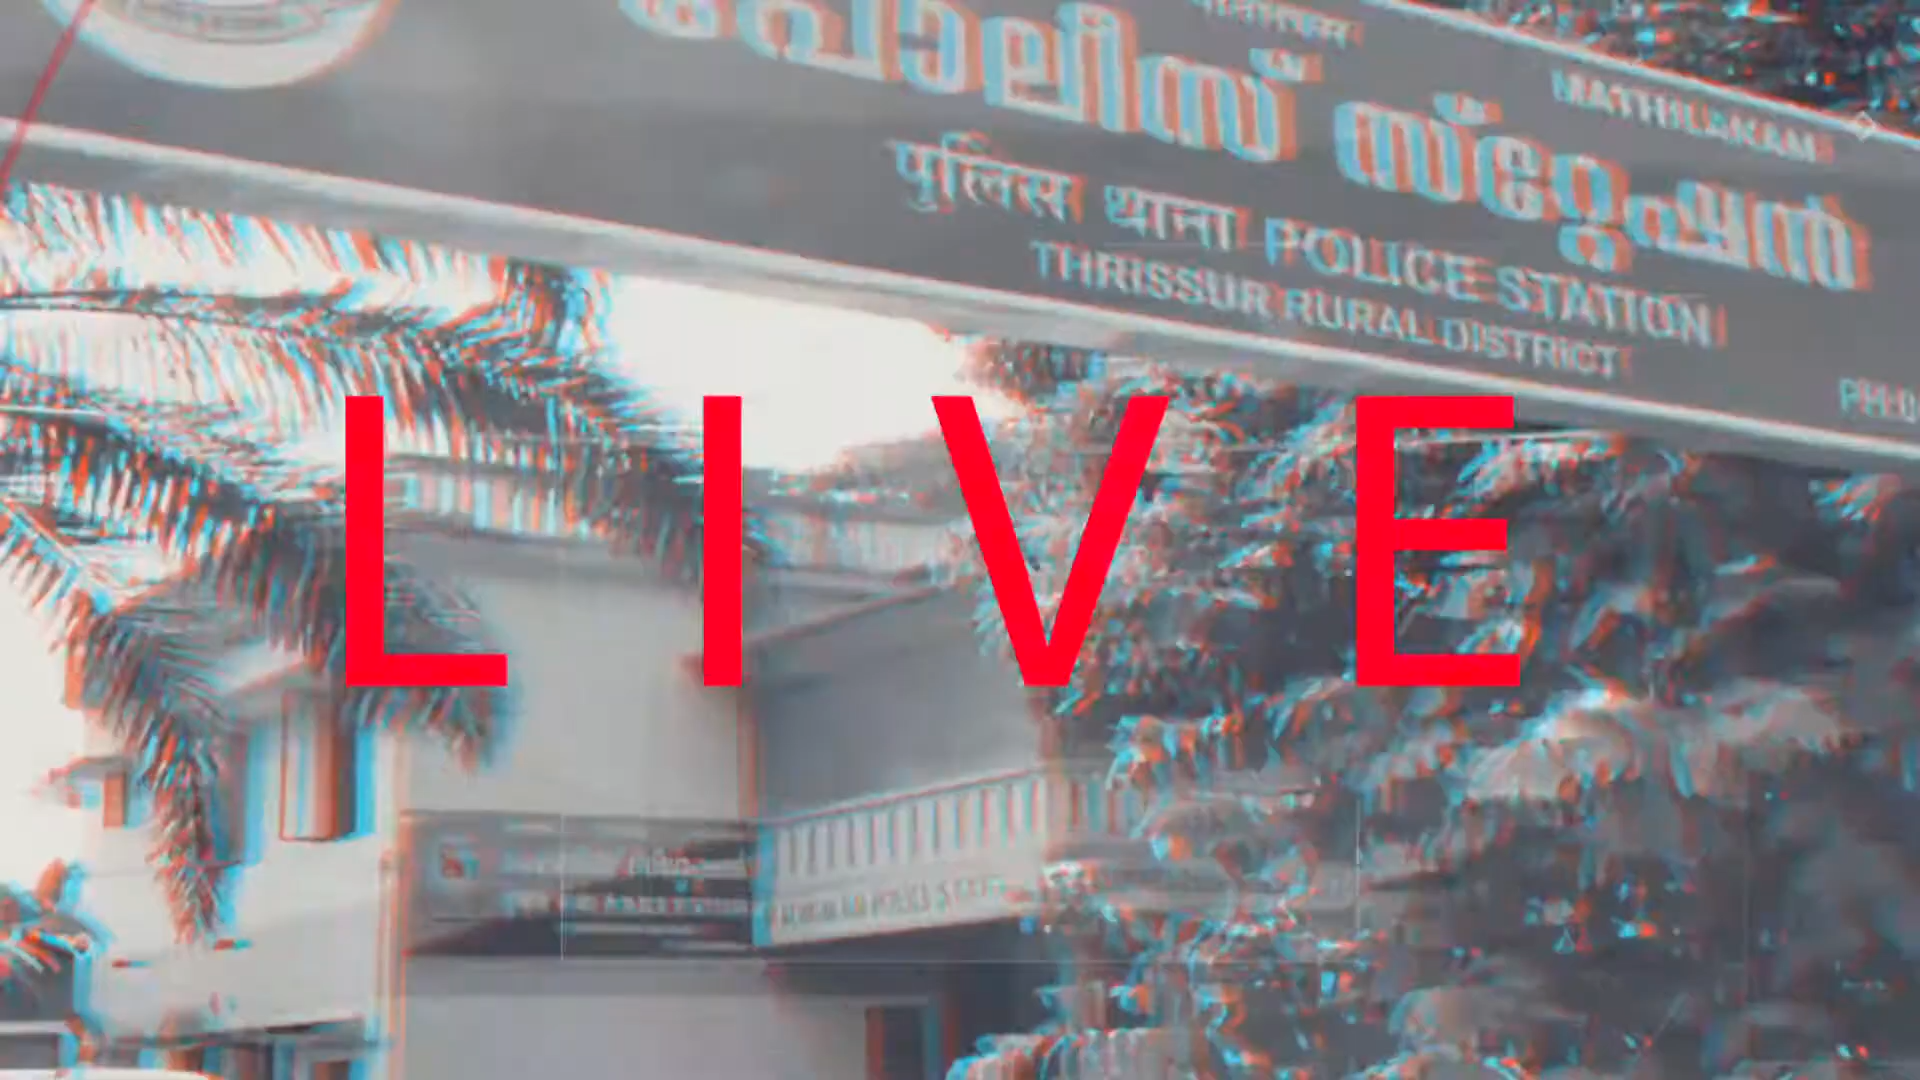 പോലീസ് സ്റ്റേഷൻ
MATHILAKAM
पुलिस थाना POLICE STATION
THRISSUR RURAL DISTRICT
LIVE